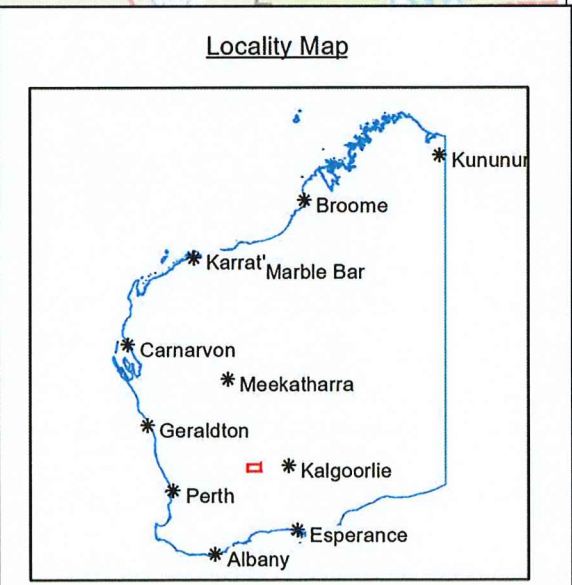 Locality Map
Kununur
Broome
Karrat'
Marble Bar
Carnarvon
Meekatharra
Geraldton
Kalgoorlie
Perth
Esperance
Albany